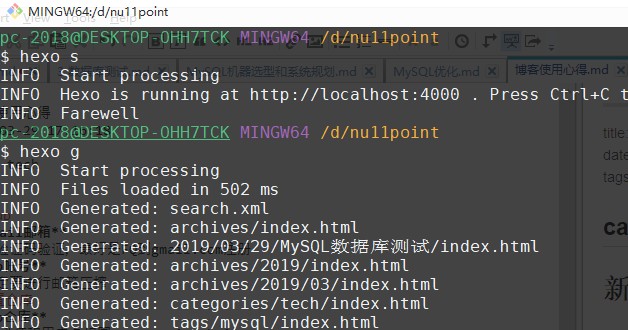 MINGW64:/d/nu11point
pc-2018@DESKTOP-OHH7TCK MINGW64 /d/nu11point
$ hexo s
INFO  Start processing
INFO  Hexo is running at http://localhost:4000 . Press Ctrl+C t
INFO  Farewell
pc-2018@DESKTOP-OHH7TCK MINGW64 /d/nu11point
$ hexo g
INFO  Start processing
INFO  Files loaded in 502 ms
INFO  Generated: search.xml
INFO  Generated: archives/index.html
INFO  Generated: 2019/03/29/MySQL数据库测试/index.html
INFO  Generated: archives/2019/index.html
INFO  Generated: archives/2019/03/index.html
INFO  Generated: categories/tech/index.html
INFO  Generated: tags/mysql/index.html
View Tools Help
MySQL机器选型和系统规划.md
MySQL优化.md
博客使用心得.md
title
date
tags
ca
新